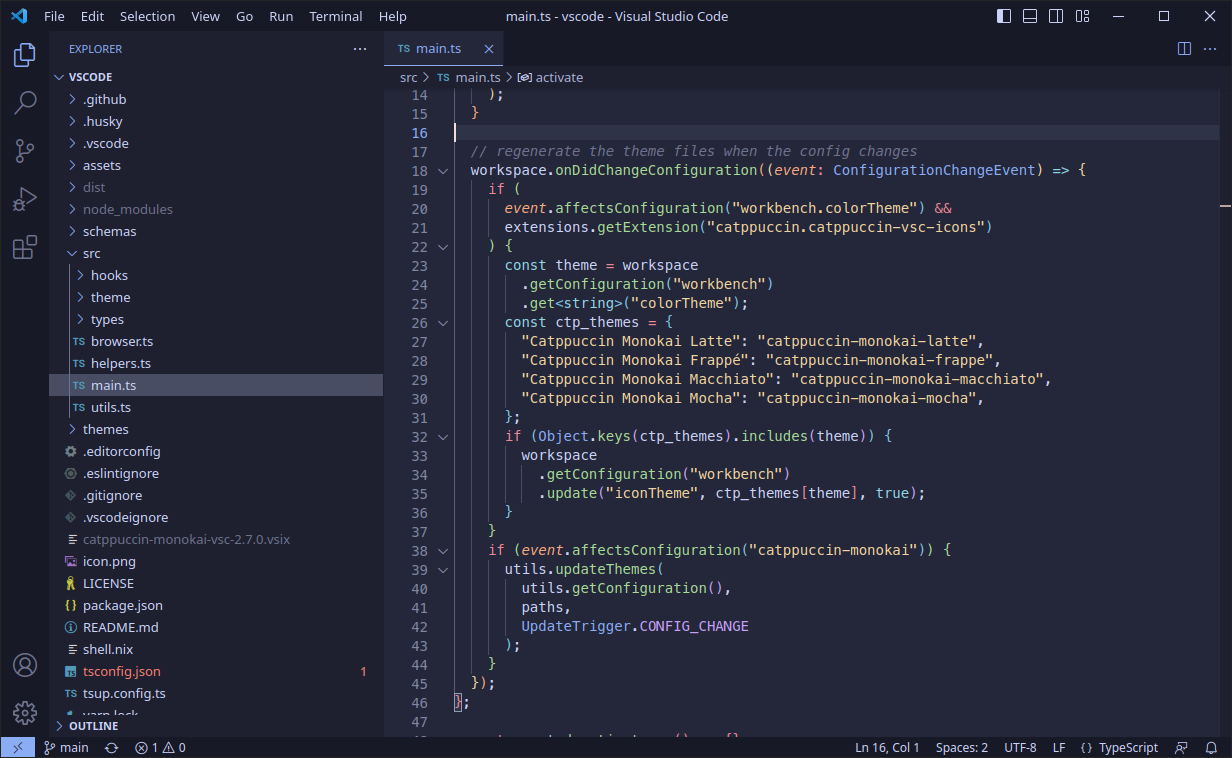 File Edit Selection View Go Run Terminal Help
main.ts - vscode - Visual Studio Code
EXPLORER
VSCODE
.github
.husky
.vscode
assets
dist
node_modules
schemas
src
hooks
theme
types
TS browser.ts
TS helpers.ts
TS main.ts
TS utils.ts
themes
.editorconfig
.eslintignore
.gitignore
.vscodeignore
catppuccin-monokai-vsc-2.7.0.vsix
icon.png
LICENSE
{} package.json
README.md
shell.nix
TS tsconfig.json 1
TS tsup.config.ts
yarn.lock
OUTLINE
TS main.ts
src > TS main.ts > activate
14 );
15 }
16
17 // regenerate the theme files when the config changes
18 workspace.onDidChangeConfiguration((event: ConfigurationChangeEvent) => {
19 if (
20 event.affectsConfiguration("workbench.colorTheme") &&
21 extensions.getExtension("catppuccin.catppuccin-vsc-icons")
22 ) {
23 const theme = workspace
24 .getConfiguration("workbench")
25 .get<string>("colorTheme");
26 const ctp_themes = {
27 "Catppuccin Monokai Latte": "catppuccin-monokai-latte",
28 "Catppuccin Monokai Frappé": "catppuccin-monokai-frappe",
29 "Catppuccin Monokai Macchiato": "catppuccin-monokai-macchiato",
30 "Catppuccin Monokai Mocha": "catppuccin-monokai-mocha",
31 };
32 if (Object.keys(ctp_themes).includes(theme)) {
33 workspace
34 .getConfiguration("workbench")
35 .update("iconTheme", ctp_themes[theme], true);
36 }
37 }
38 if (event.affectsConfiguration("catppuccin-monokai")) {
39 utils.updateThemes(
40 utils.getConfiguration(),
41 paths,
42 UpdateTrigger.CONFIG_CHANGE
43 );
44 }
45 });
46 };
47
main 1 0
Ln 16, Col 1 Spaces: 2 UTF-8 LF {} TypeScript